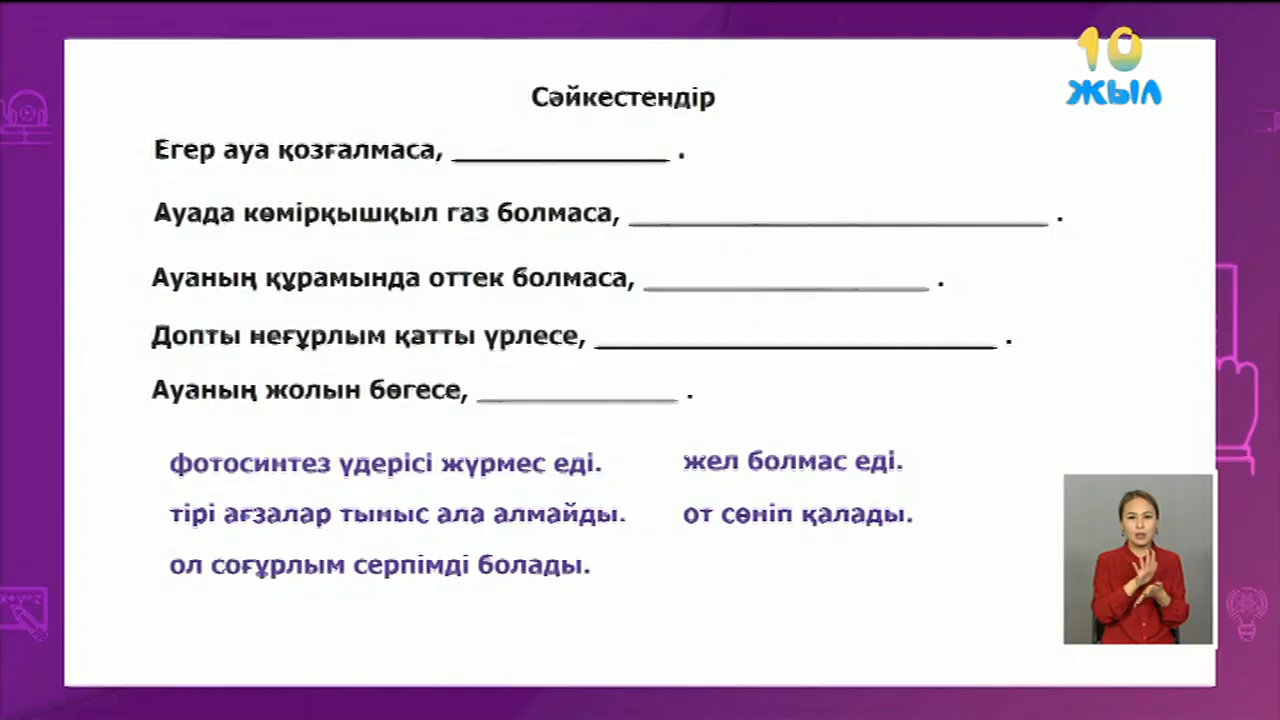 10
ЖЫЛ
Сәйкестендір
Егер ауа қозғалмаса, ______________ .
Ауада көмірқышқыл газ болмаса, ___________________________ .
Ауаның құрамында оттек болмаса, __________________ .
Допты неғұрлым қатты үрлесе, __________________________ .
Ауаның жолын бөгесе, _____________ .
фотосинтез үдерісі жүрмес еді. жел болмас еді.
тірі ағзалар тыныс ала алмайды. от сөніп қалады.
ол соғұрлым серпімді болады.